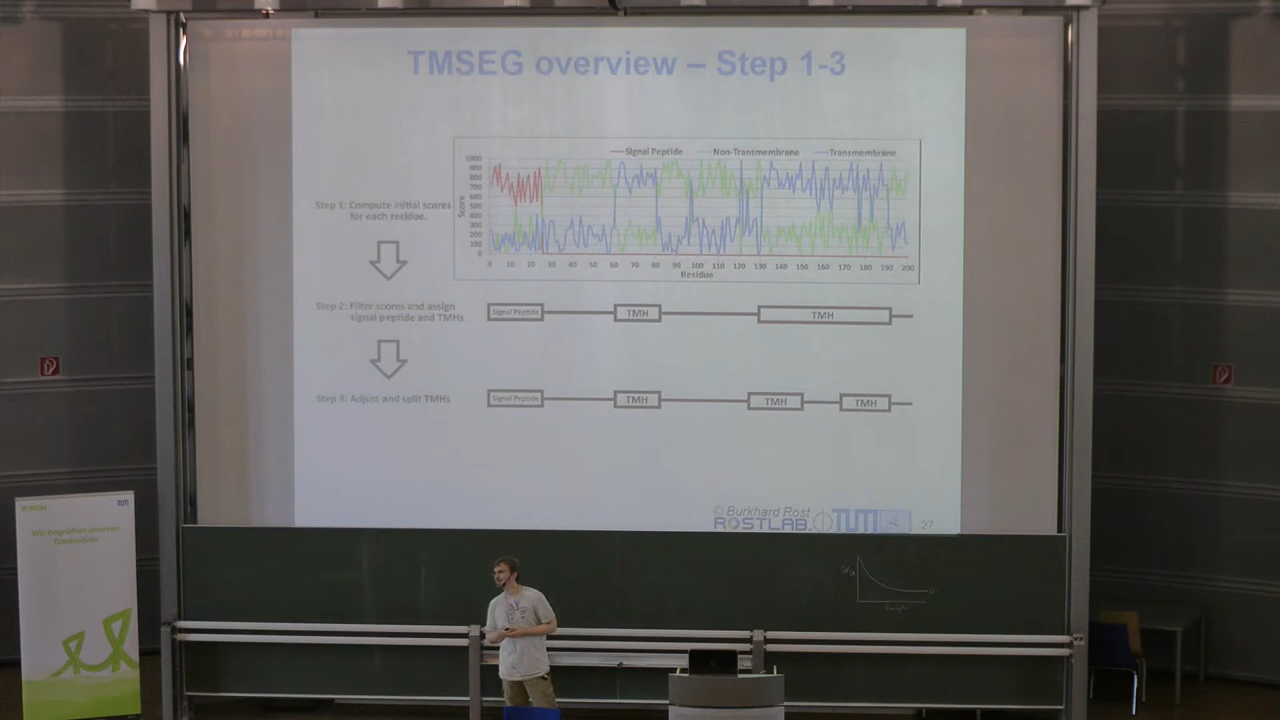 TMSEG overview – Step 1-3
Signal Peptide Non-Transmembrane Transmembrane
1000
900
800
700
600
500
400
300
200
100
0
Score
0 10 20 30 40 50 60 70 80 90 100 110 120 130 140 150 160 170 180 190 200
Residue
Step 1: Compute initial scores
for each residue.
Step 2: Filter scores and assign
signal peptide and TMHs
Signal Peptide TMH TMH
Step 3: Adjust and split TMHs
Signal Peptide TMH TMH TMH
© Burkhard Rost
ROSTLAB. TUM
27
TUM
Wir begrüßen unseren